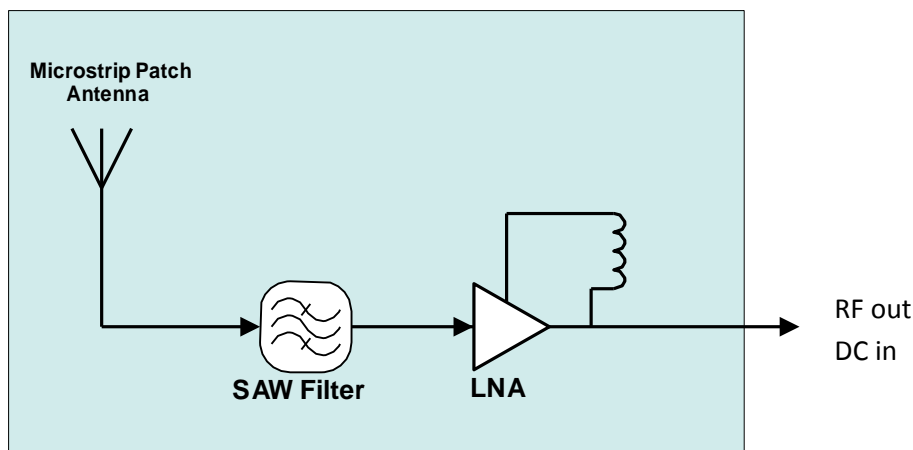 Microstrip Patch
Antenna
SAW Filter
LNA
RF out
DC in